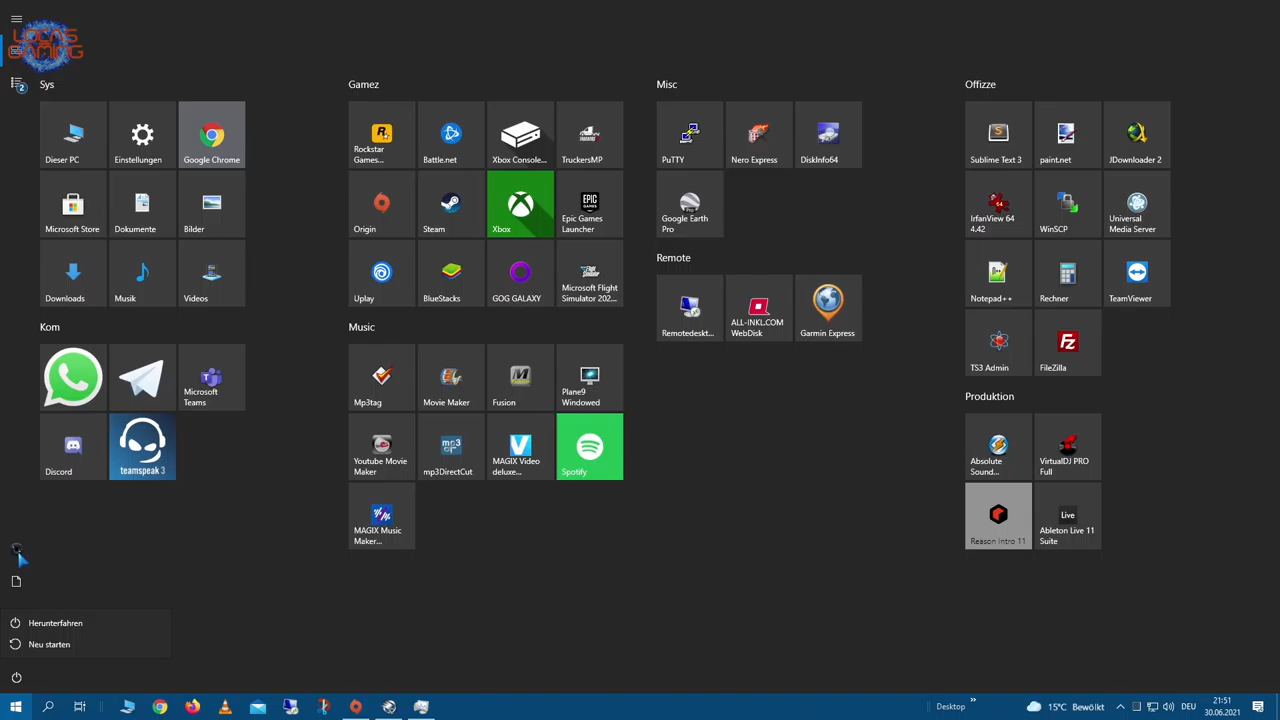 LOCAS
GAMING
2
Sys
Dieser PC
Einstellungen
Google Chrome
Microsoft Store
Dokumente
Bilder
Downloads
Musik
Videos
Kom
Microsoft
Teams
Discord
teamspeak 3
Gamez
Rockstar
Games...
Battle.net
Xbox Console...
TruckersMP
Origin
Steam
Xbox
EPIC
GAMES
Epic Games
Launcher
Uplay
BlueStacks
GOG GALAXY
Microsoft Flight
Simulator 202...
Music
Mp3tag
Movie Maker
Fusion
Plane9
Windowed
Youtube Movie
Maker
mp3DirectCut
MAGIX Video
deluxe...
Spotify
MAGIX Music
Maker...
Misc
PuTTY
Nero Express
DiskInfo64
Google Earth
Pro
Remote
Remotedeskt...
ALL-INKL.COM
WebDisk
Garmin Express
Offizze
Sublime Text 3
paint.net
JDownloader 2
IrfanView 64
4.42
WinSCP
Universal
Media Server
Notepad++
Rechner
TeamViewer
TS3 Admin
FileZilla
Produktion
Absolute
Sound...
VirtualDJ PRO
Full
Reason Intro 11
Live
Ableton Live 11
Suite
Herunterfahren
Neu starten
Desktop
15°C Bewölkt
DEU
21:51
30.06.2021